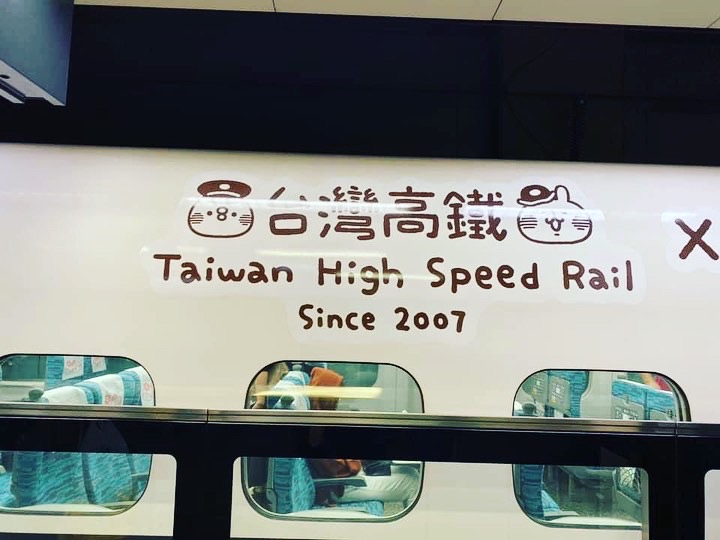 台灣高鐵 X
Taiwan High Speed Rail
Since 2007